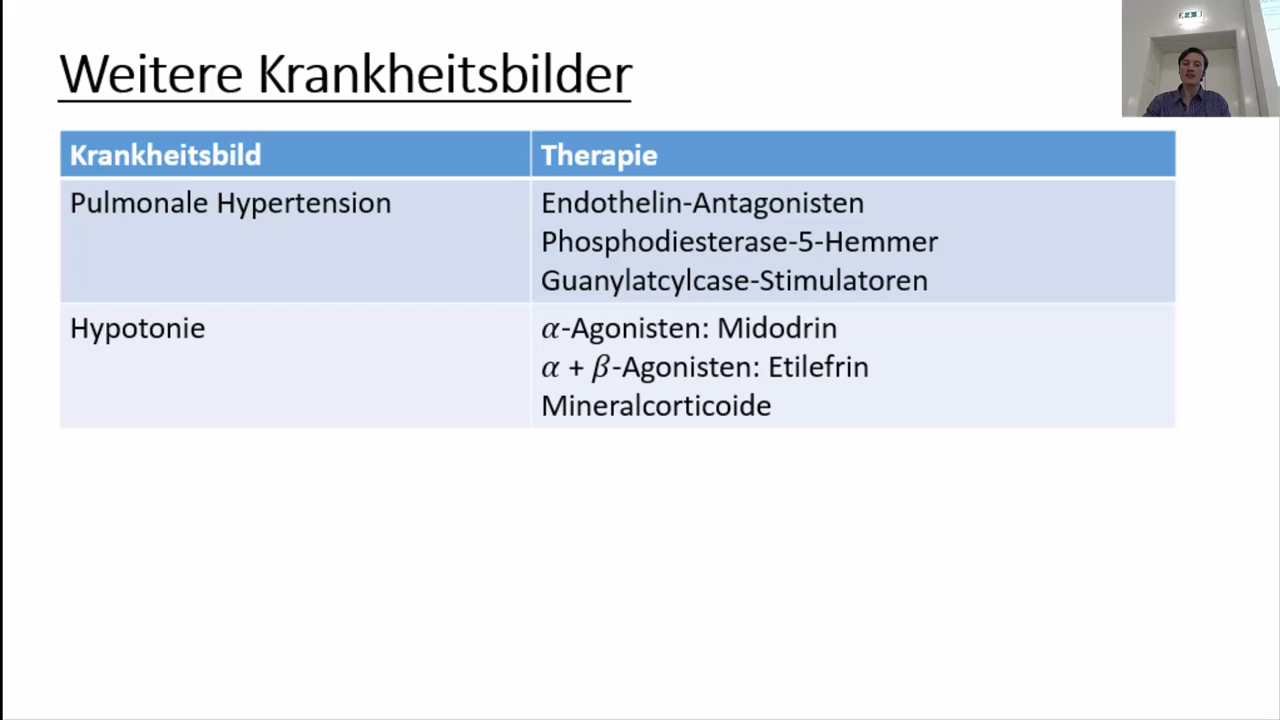 Weitere Krankheitsbilder
Krankheitsbild Therapie
Pulmonale Hypertension Endothelin-Antagonisten
Phosphodiesterase-5-Hemmer
Guanylatcylcase-Stimulatoren
Hypotonie α-Agonisten: Midodrin
α + β-Agonisten: Etilefrin
Mineralcorticoide